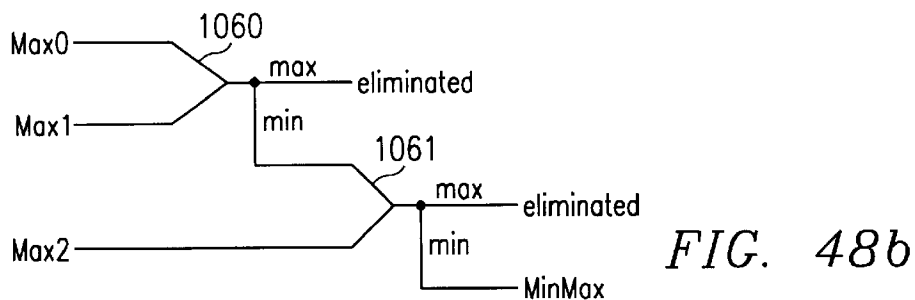 1060
Max0
max
eliminated
Max1
min
1061
max
eliminated
Max2
min
MinMax
FIG. 48b